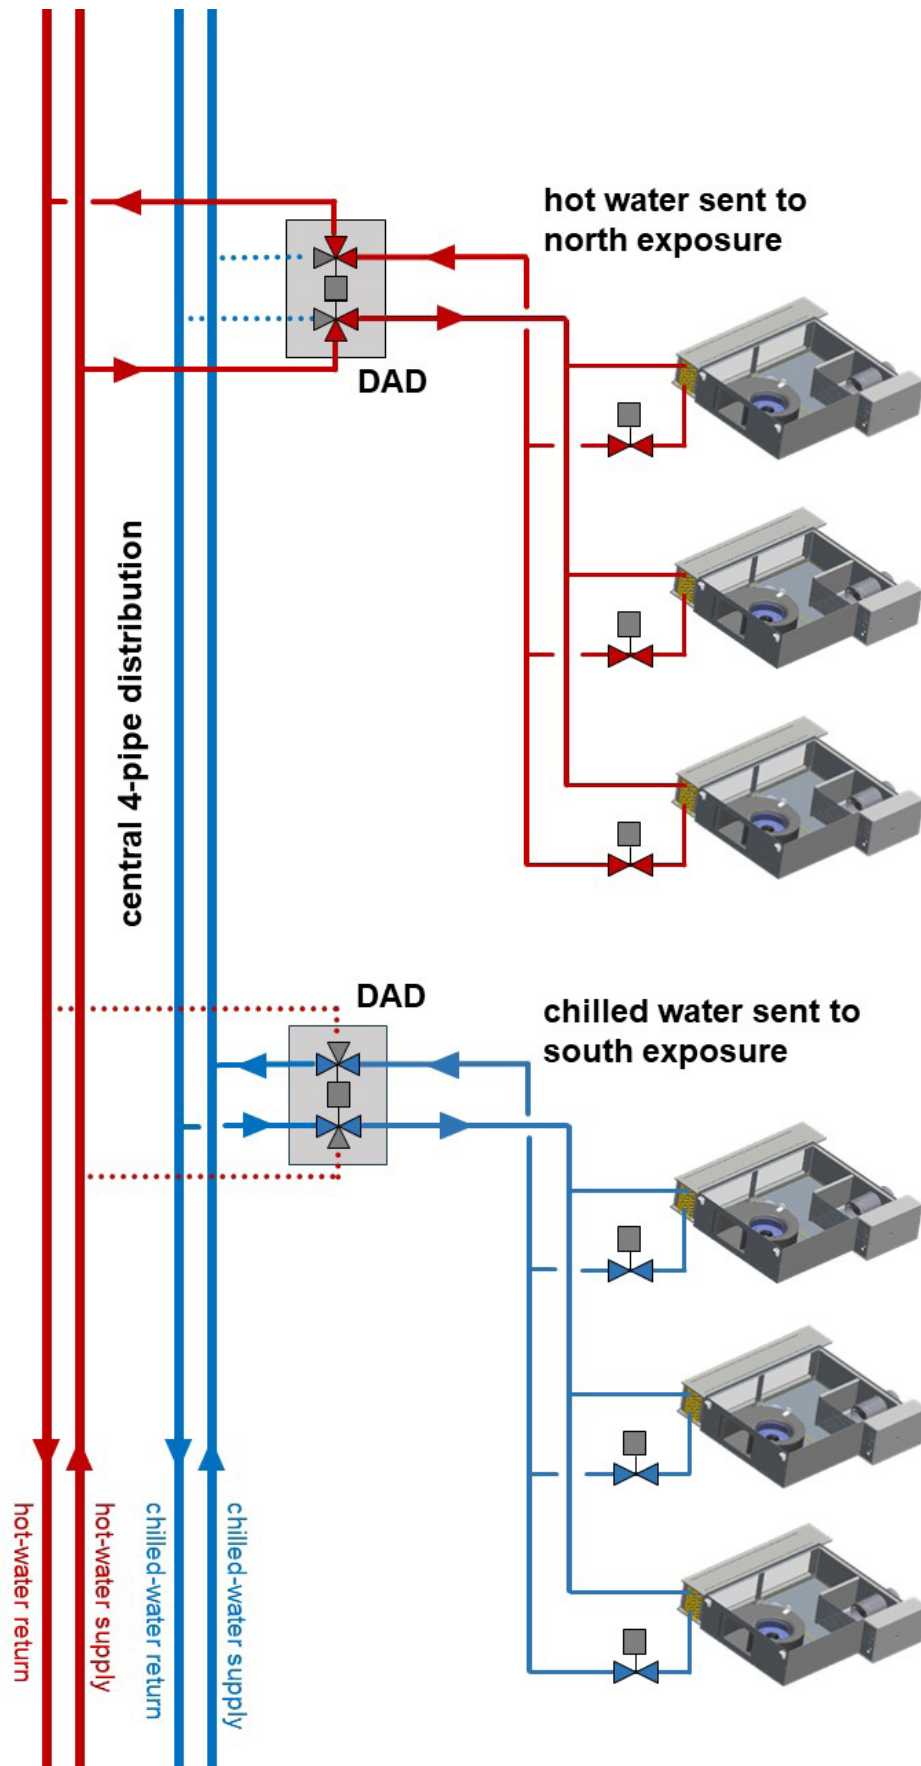 hot water sent to
north exposure
DAD
central 4-pipe distribution
DAD
chilled water sent to
south exposure
hot-water return
hot-water supply
chilled-water return
chilled-water supply